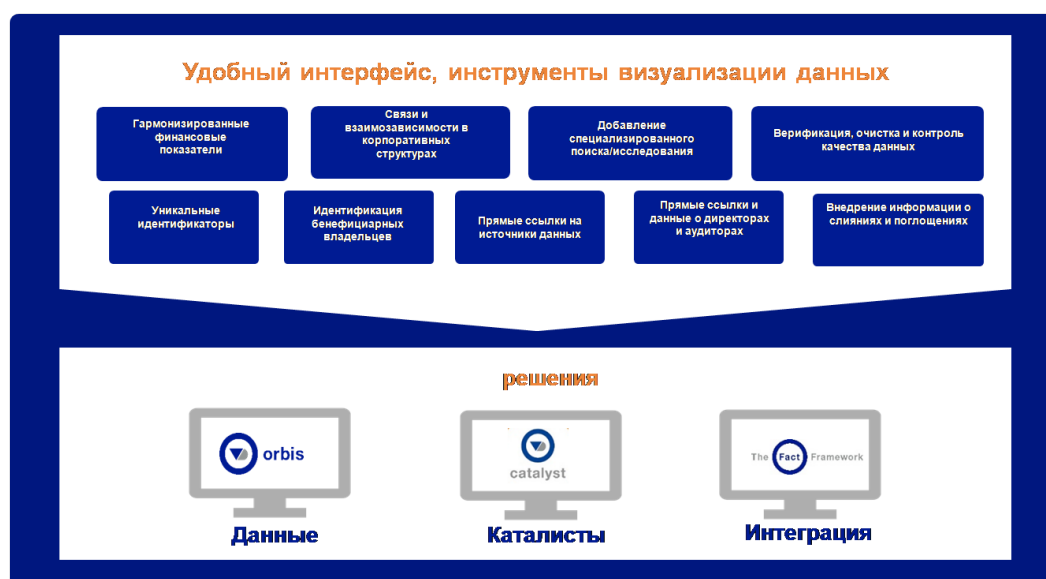 Удобный интерфейс, инструменты визуализации данных
Гармонизированные
финансовые
показатели
Связи и
взаимозависимости в
корпоративных
структурах
Добавление
специализированного
поиска/исследования
Верификация, очистка и контроль
качества данных
Уникальные
идентификаторы
Идентификация
бенефициарных
владельцев
Прямые ссылки на
источники данных
Прямые ссылки и
данные о директорах
и аудиторах
Внедрение информации о
слияниях и поглощениях
решения
orbis
catalyst
The Fact Framework
Данные
Каталисты
Интеграция